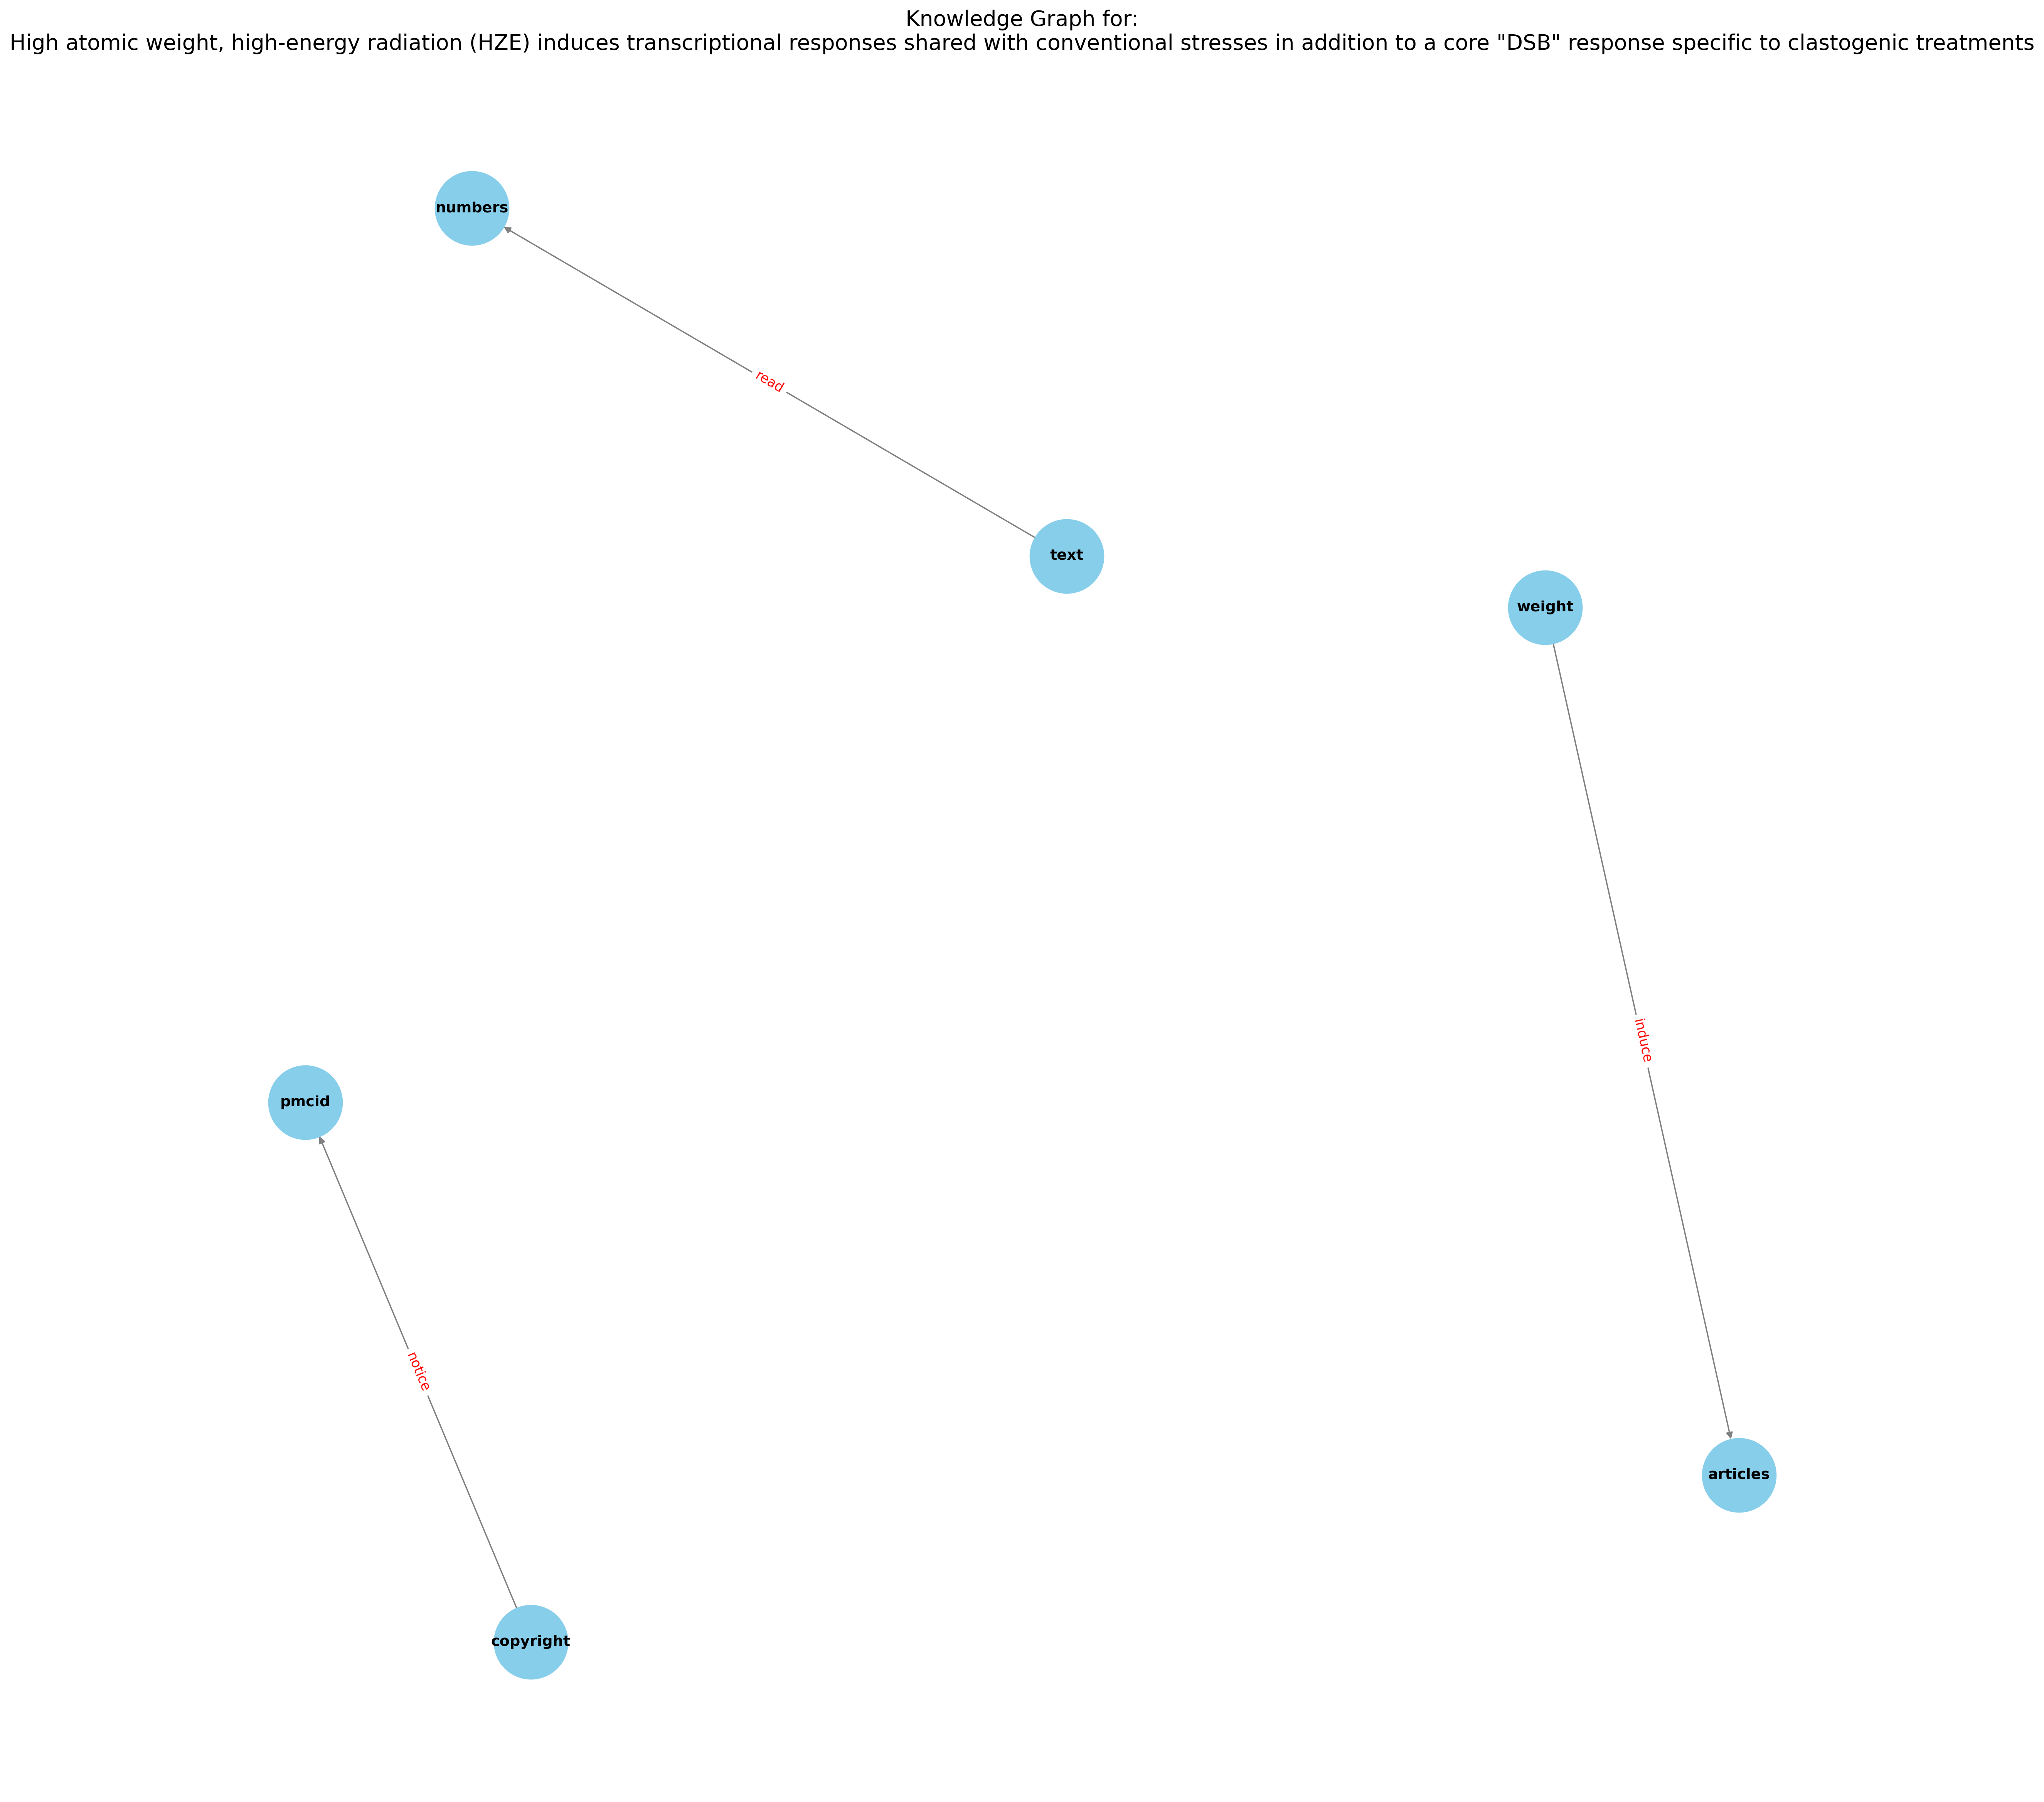 Knowledge Graph for:
High atomic weight, high-energy radiation (HZE) induces transcriptional responses shared with conventional stresses in addition to a core "DSB" response specific to clastogenic treatments
numbers
read
text
weight
induce
pmcid
notice
articles
copyright